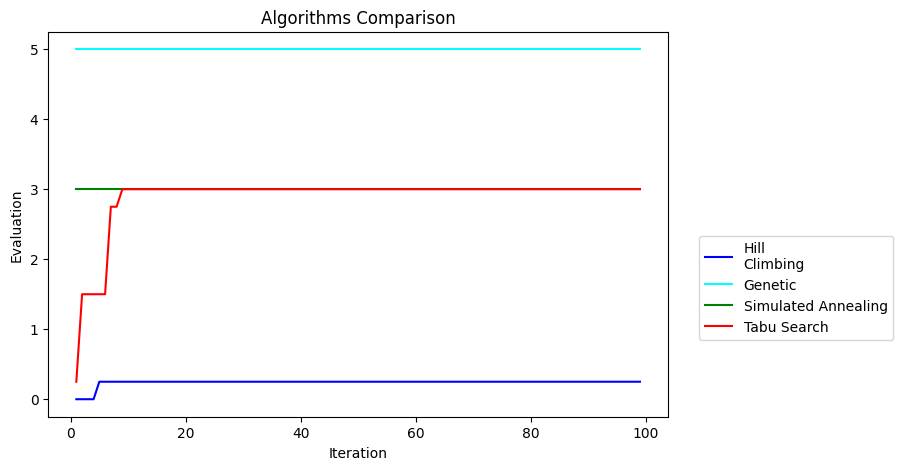 Algorithms Comparison
5
4
3
2
1
0
Evaluation
0 20 40 60 80 100
Iteration
Hill
Climbing
Genetic
Simulated Annealing
Tabu Search